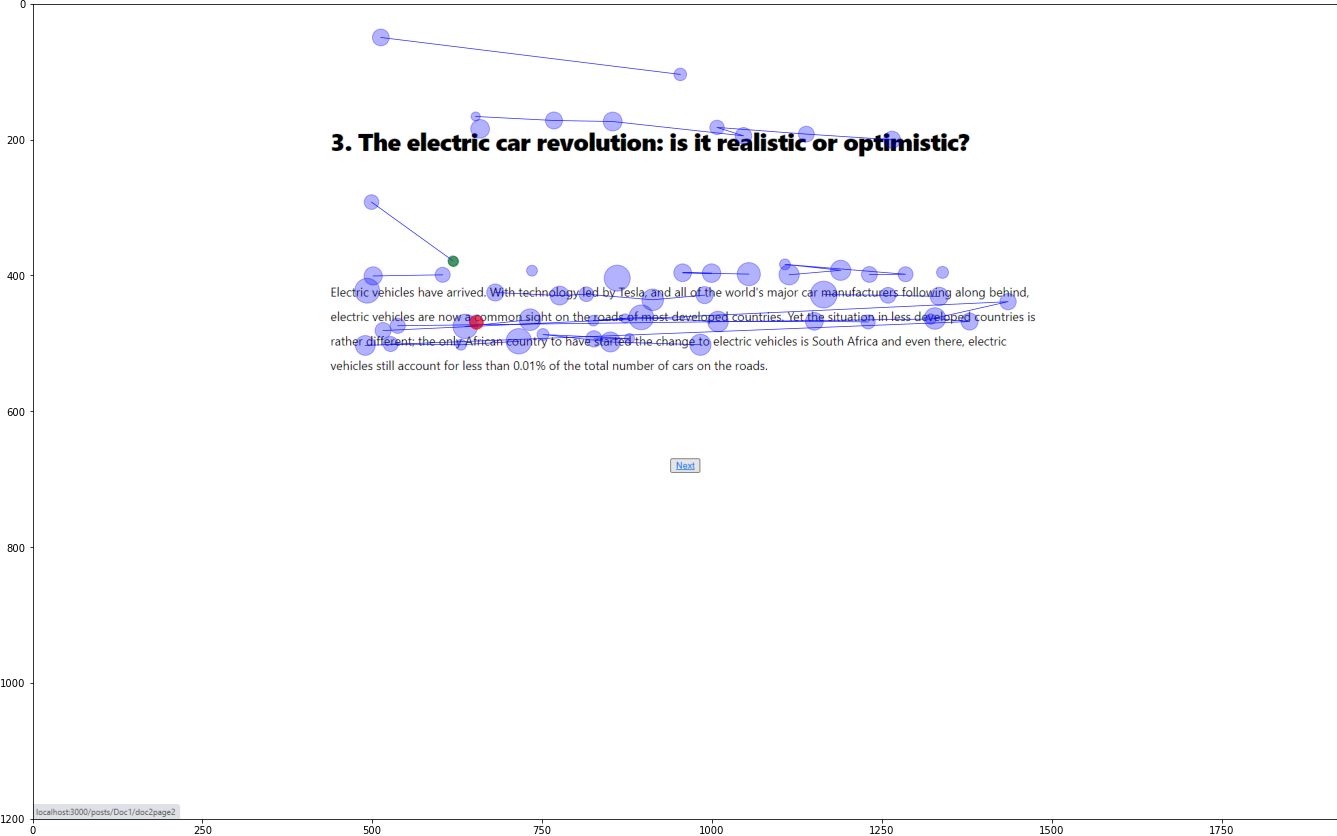 0
200
3. The electric car revolution: is it realistic or optimistic?
400
Electric vehicles have arrived. With technology led by Tesla, and all of the world's major car manufacturers following along behind,
electric vehicles are now a common sight on the roads of most developed countries. Yet the situation in less developed countries is
rather different; the only African country to have started the change to electric vehicles is South Africa and even there, electric
vehicles still account for less than 0.01% of the total number of cars on the roads.
600
Next
800
1000
1200
localhost:3000/posts/Doc1/doc2page2
0 250 500 750 1000 1250 1500 1750